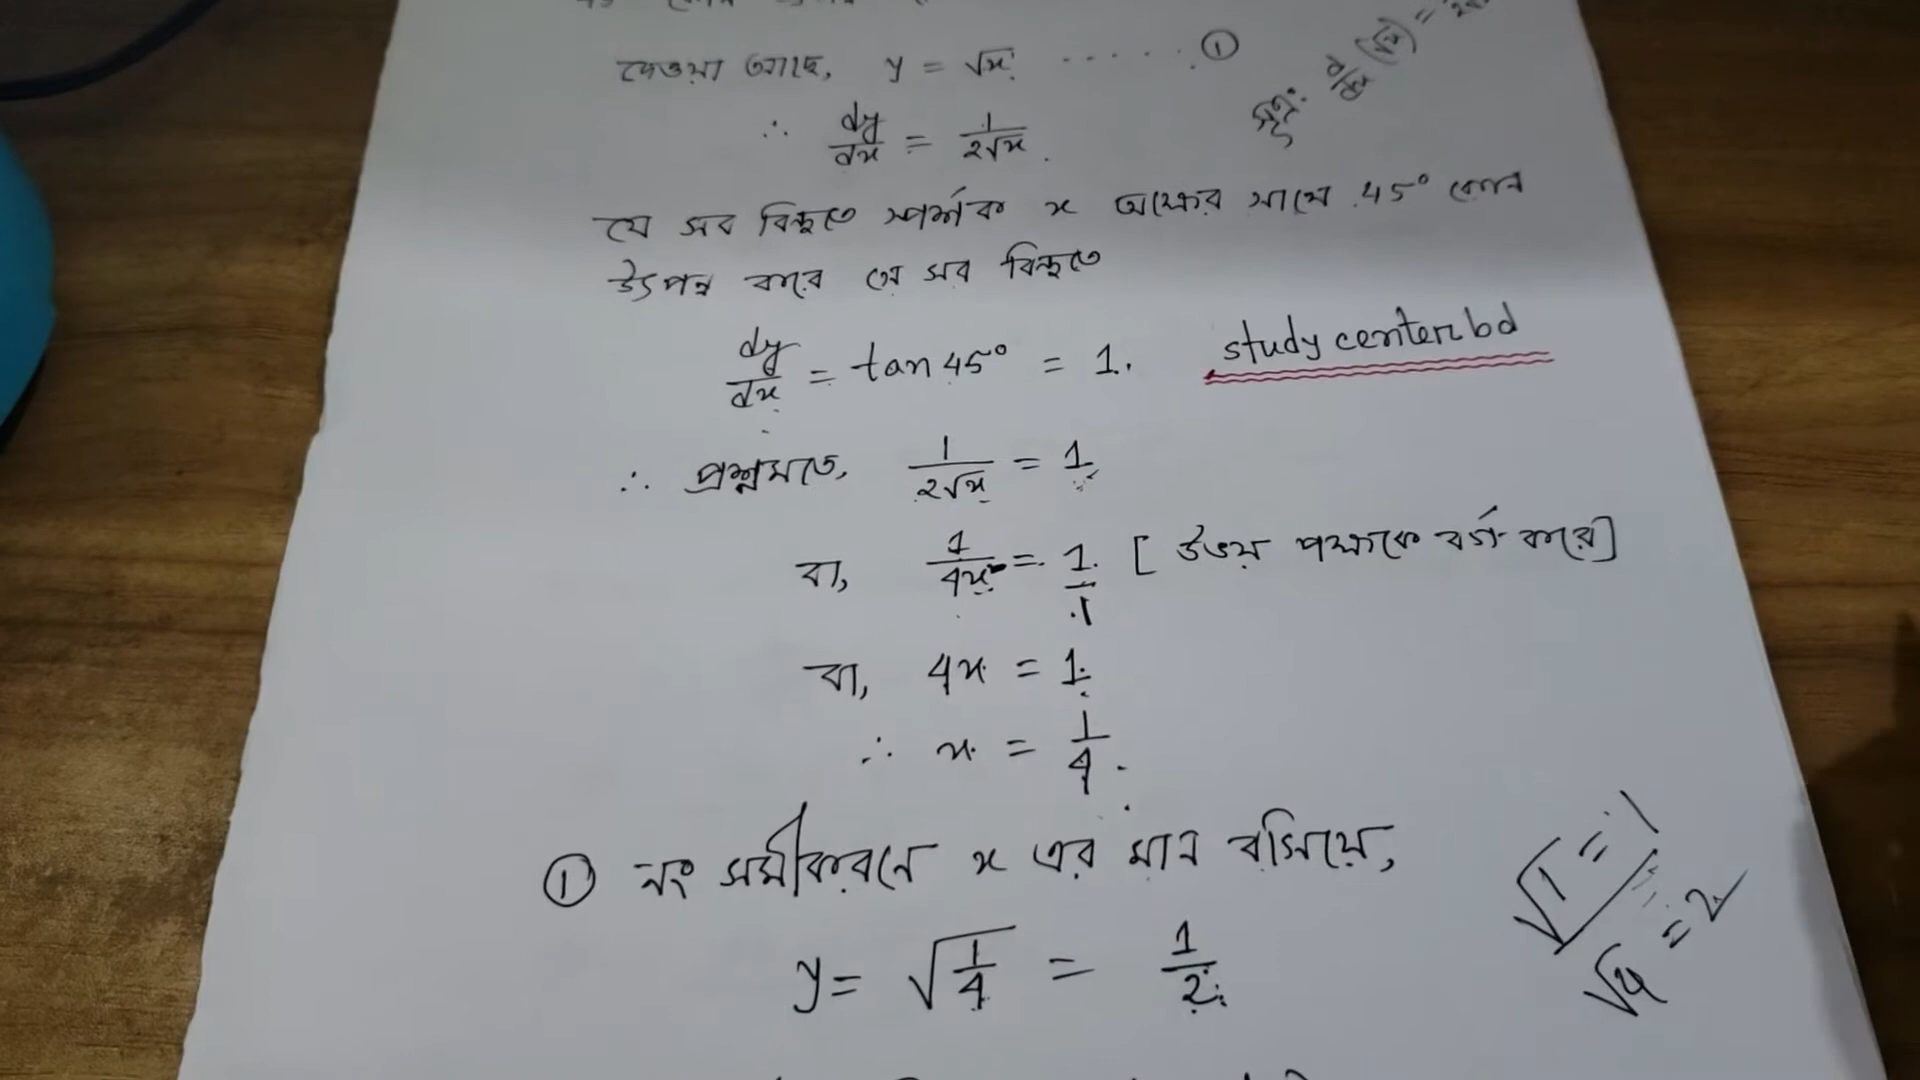 দেওয়া আছে, y = √x ...... ①
সূত্র: d/dx (√x) =
∴ dy/dx = 1/2√x
যে সব বিন্দুতে স্পর্শক x অক্ষের সাথে 45° কোন
উৎপন্ন করে সে সব বিন্দুতে
dy/dx = tan 45° = 1.
study center bd
∴ প্রশ্নমতে, 1/2√x = 1
বা, 1/4x = 1/1 [উভয় পক্ষকে বর্গ করে]
বা, 4x = 1
∴ x = 1/4.
① নং সমীকরনে x এর মান বসিয়ে,
y = √1/4 = 1/2
√1 = 1
√4 = 2